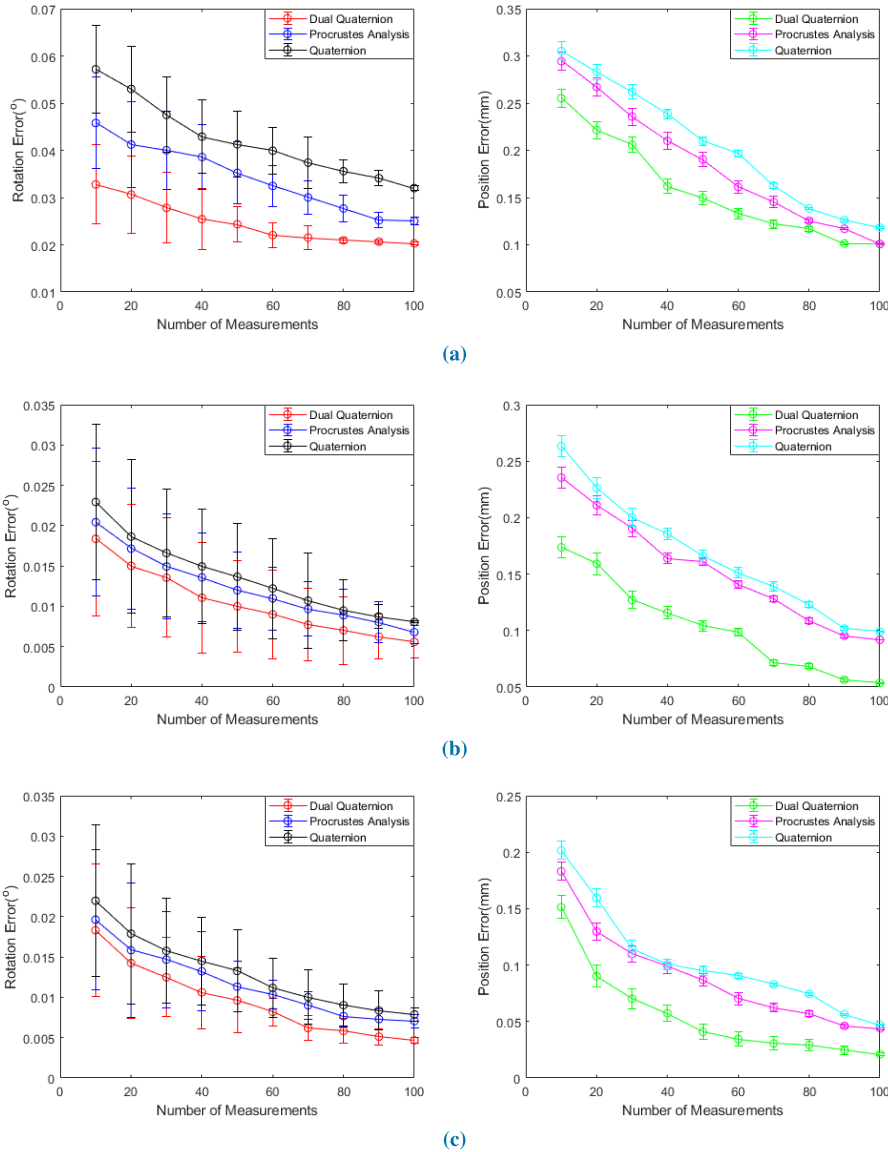 0.07
0.06
0.05
0.04
0.03
0.02
0.01
0
20
40
60
80
100
Rotation Error(°)
Number of Measurements
Dual Quaternion
Procrustes Analysis
Quaternion
0.35
0.3
0.25
0.2
0.15
0.1
0.05
0
20
40
60
80
100
Position Error(mm)
Number of Measurements
Dual Quaternion
Procrustes Analysis
Quaternion
(a)
0.035
0.03
0.025
0.02
0.015
0.01
0.005
0
0
20
40
60
80
100
Rotation Error(°)
Number of Measurements
Dual Quaternion
Procrustes Analysis
Quaternion
0.3
0.25
0.2
0.15
0.1
0.05
0
20
40
60
80
100
Position Error(mm)
Number of Measurements
Dual Quaternion
Procrustes Analysis
Quaternion
(b)
0.035
0.03
0.025
0.02
0.015
0.01
0.005
0
0
20
40
60
80
100
Rotation Error(°)
Number of Measurements
Dual Quaternion
Procrustes Analysis
Quaternion
0.25
0.2
0.15
0.1
0.05
0
0
20
40
60
80
100
Position Error(mm)
Number of Measurements
Dual Quaternion
Procrustes Analysis
Quaternion
(c)